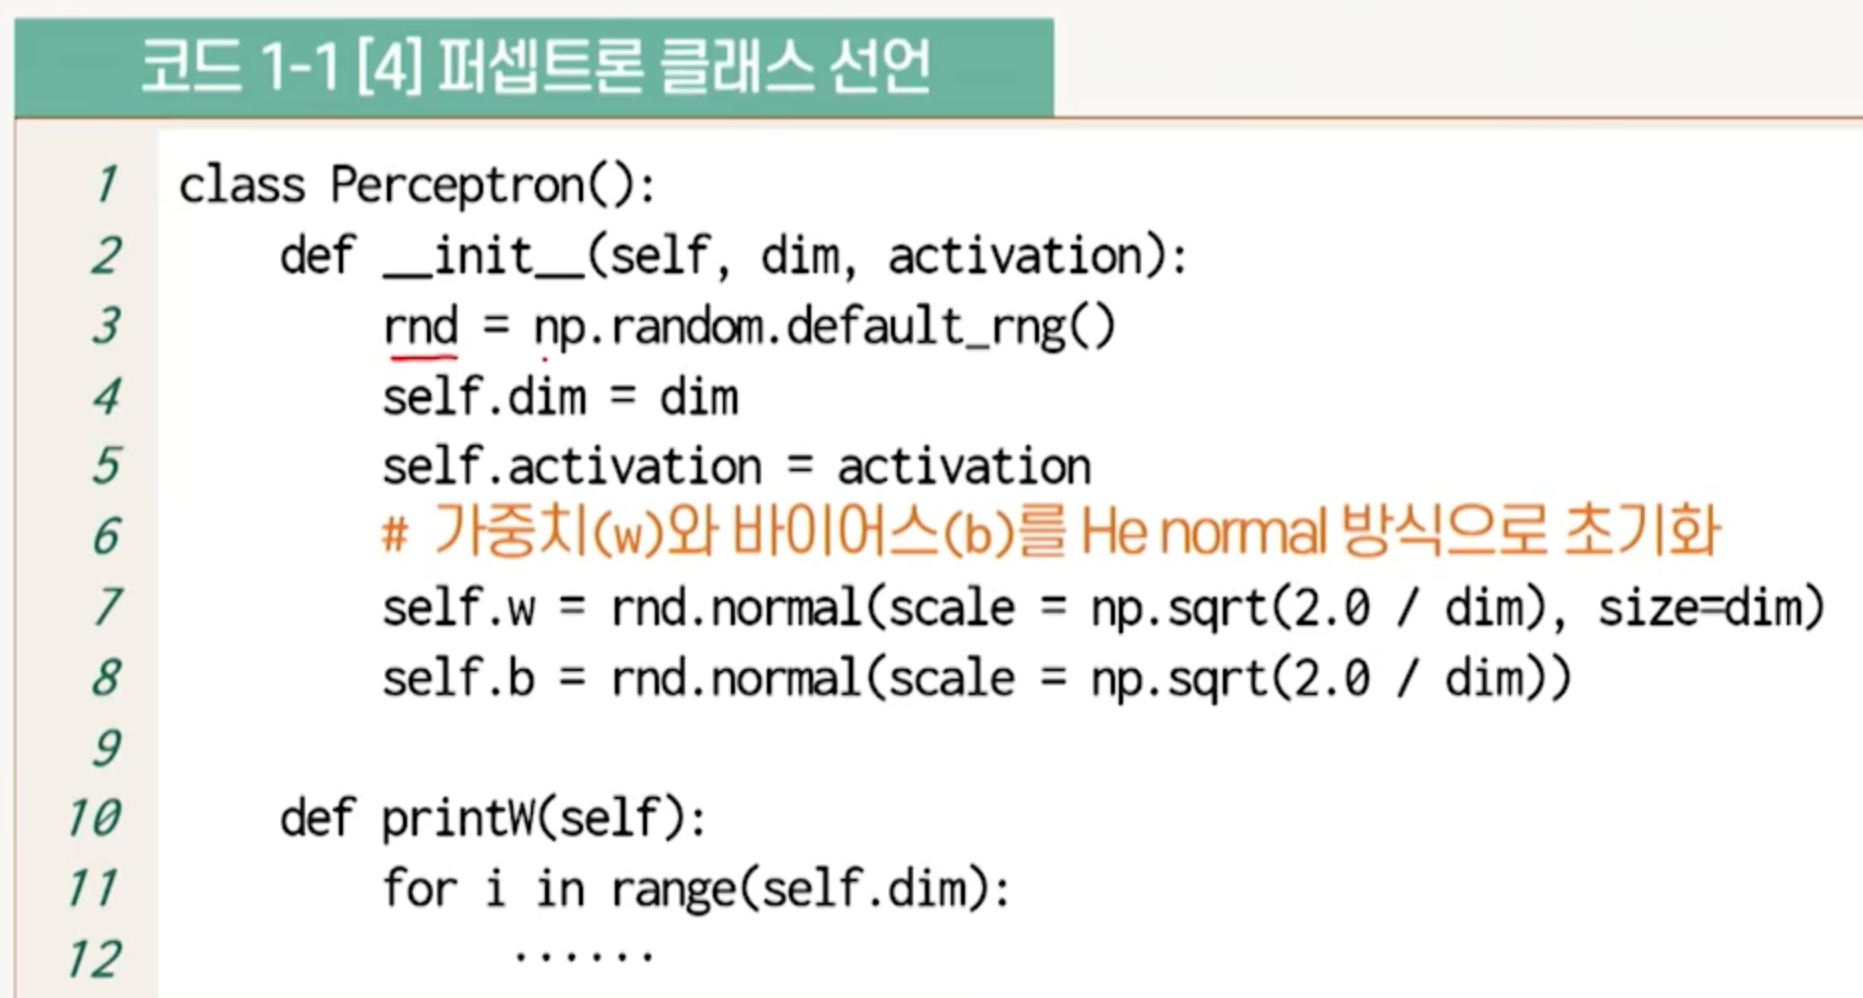 코드 1-1 [4] 퍼셉트론 클래스 선언
1 class Perceptron():
2 def __init__(self, dim, activation):
3 rnd = np.random.default_rng()
4 self.dim = dim
5 self.activation = activation
6 # 가중치(w)와 바이어스(b)를 He normal 방식으로 초기화
7 self.w = rnd.normal(scale = np.sqrt(2.0 / dim), size=dim)
8 self.b = rnd.normal(scale = np.sqrt(2.0 / dim))
9
10 def printW(self):
11 for i in range(self.dim):
12 ······